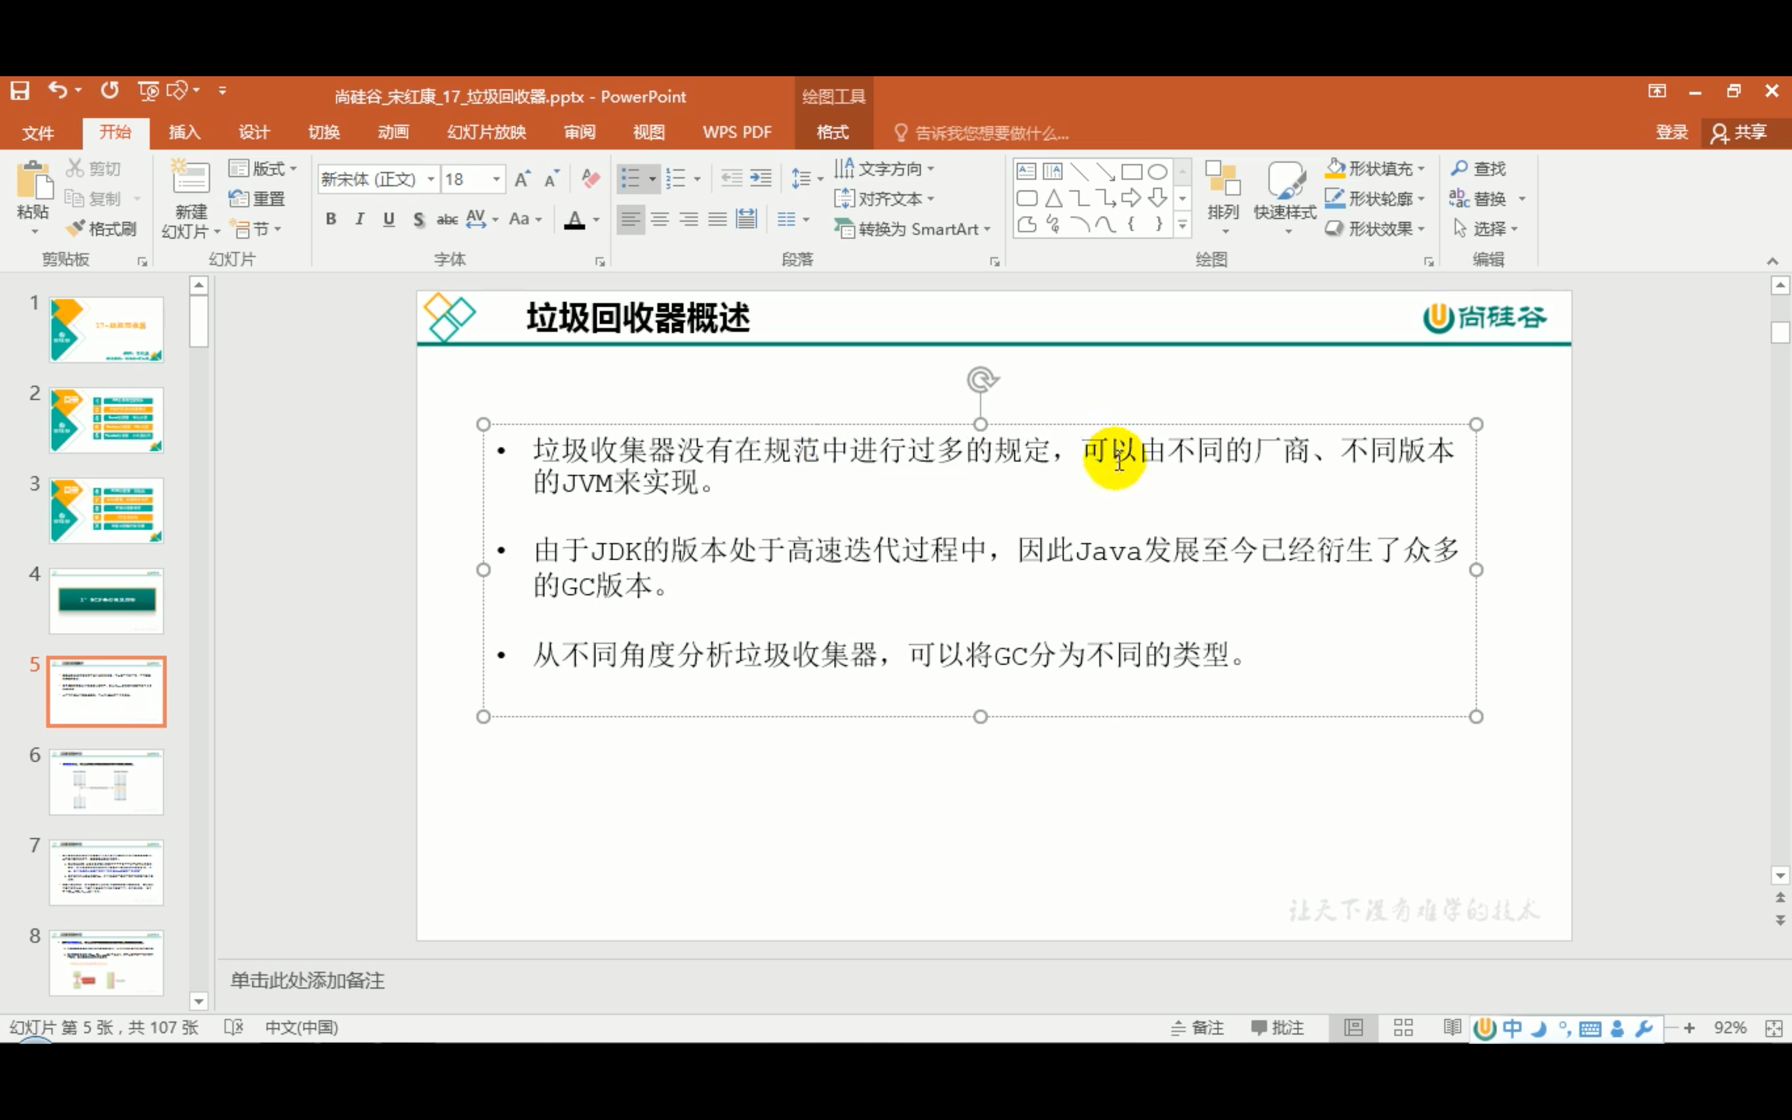 尚硅谷_宋红康_17_垃圾回收器.pptx - PowerPoint
绘图工具
文件 开始 插入 设计 切换 动画 幻灯片放映 审阅 视图 WPS PDF 格式 告诉我您想要做什么... 登录 共享
粘贴 剪切 复制 格式刷 剪贴板
新建幻灯片 版式 重置 节 幻灯片
新宋体 (正文) 18
B I U S abc AV Aa A 字体
文字方向 对齐文本 转换为 SmartArt 段落
排列 快速样式 形状填充 形状轮廓 形状效果 绘图
查找 替换 选择 编辑
1
2
3
4
5
6
7
8
垃圾回收器概述
尚硅谷
• 垃圾收集器没有在规范中进行过多的规定，可以由不同的厂商、不同版本
的JVM来实现。
• 由于JDK的版本处于高速迭代过程中，因此Java发展至今已经衍生了众多
的GC版本。
• 从不同角度分析垃圾收集器，可以将GC分为不同的类型。
让天下没有难学的技术
单击此处添加备注
幻灯片 第 5 张，共 107 张 中文(中国) 备注 批注 中 92%